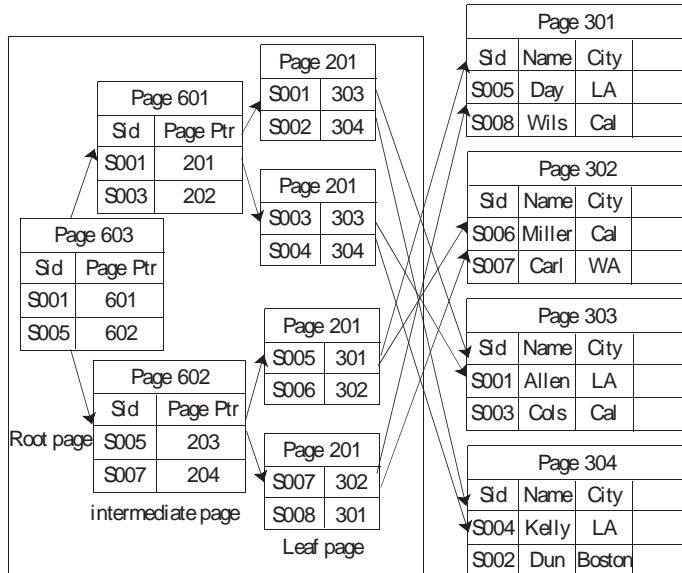 Page 603
Sid Page Ptr
S001 601
S005 602
Root page
Page 601
Sid Page Ptr
S001 201
S003 202
Page 602
Sid Page Ptr
S005 203
S007 204
intermediate page
Page 201
S001 303
S002 304
Page 201
S003 303
S004 304
Page 201
S005 301
S006 302
Page 201
S007 302
S008 301
Leaf page
Page 301
Sid Name City
S005 Day LA
S008 Wils Cal
Page 302
Sid Name City
S006 Miller Cal
S007 Carl WA
Page 303
Sid Name City
S001 Allen LA
S003 Cols Cal
Page 304
Sid Name City
S004 Kelly LA
S002 Dun Boston